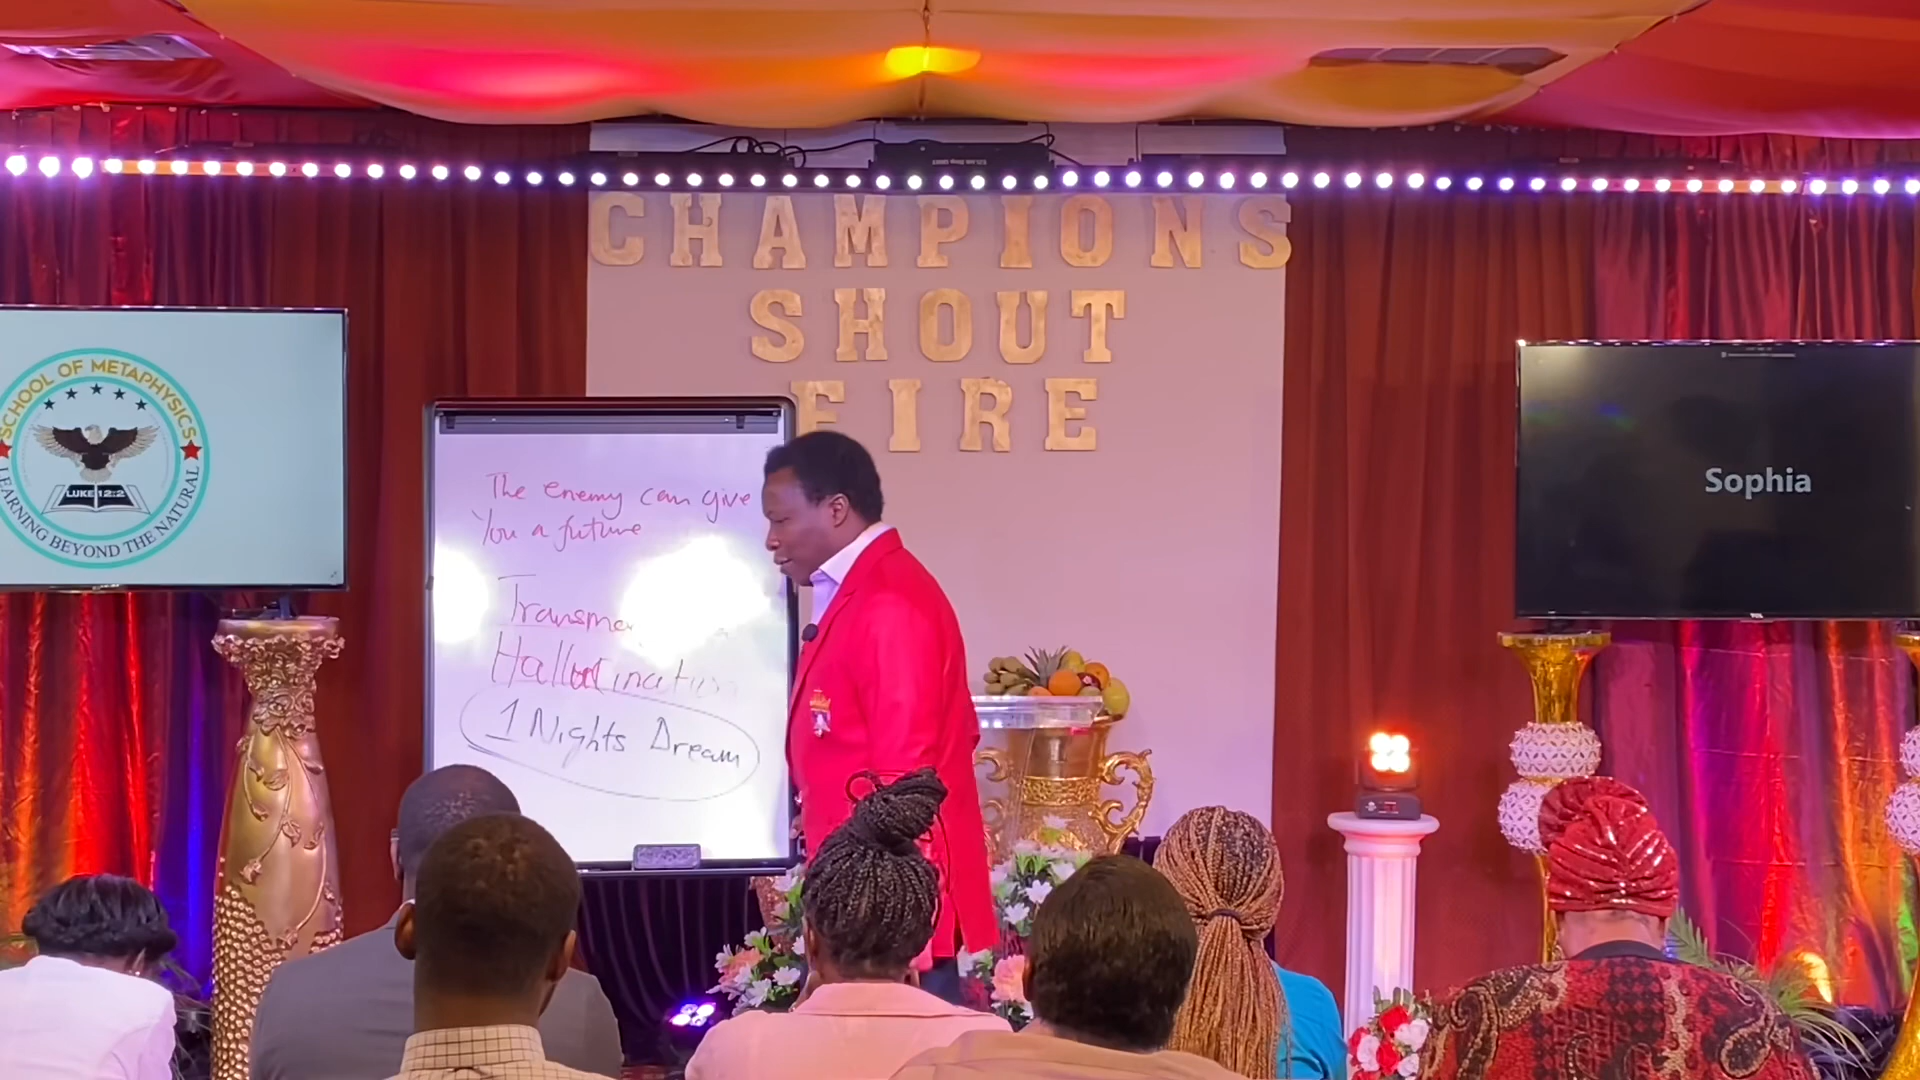 CHAMPIONS
SHOUT
FIRE
SCHOOL OF METAPHYSICS
LUKE 12:2
LEARNING BEYOND THE NATURAL
The enemy can give
You a future
Hallucination
1 Nights Dream
Sophia